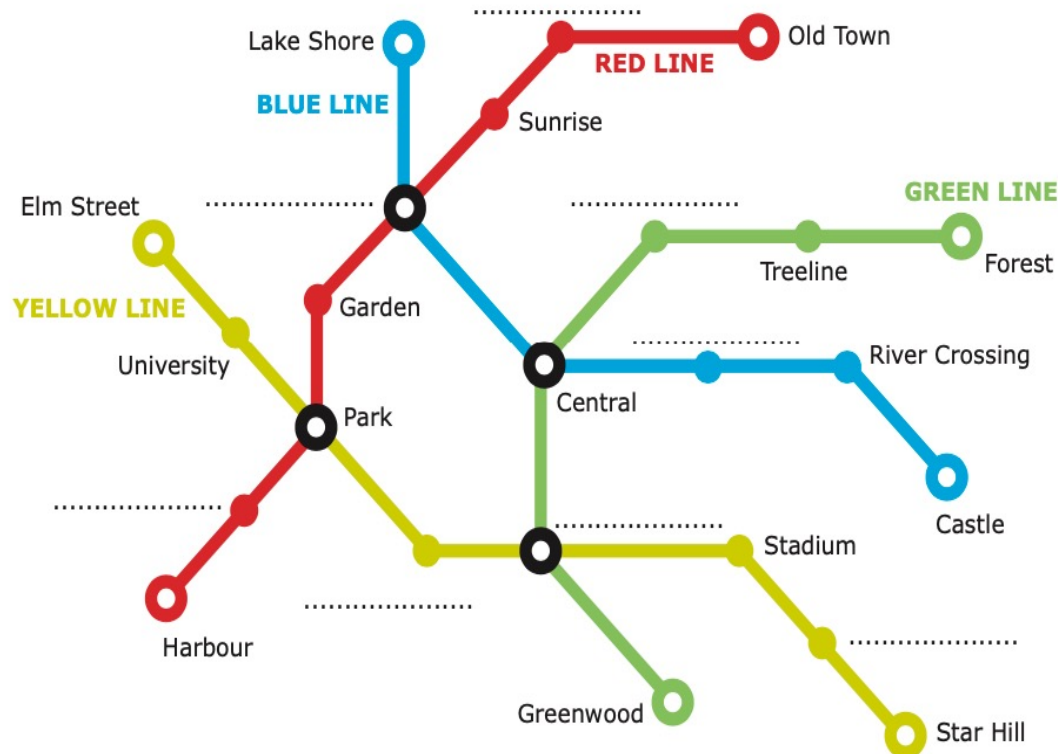 Lake Shore
Old Town
RED LINE
BLUE LINE
Sunrise
GREEN LINE
Elm Street
Treeline
Forest
YELLOW LINE
Garden
University
River Crossing
Park
Central
Castle
Stadium
Harbour
Greenwood
Star Hill